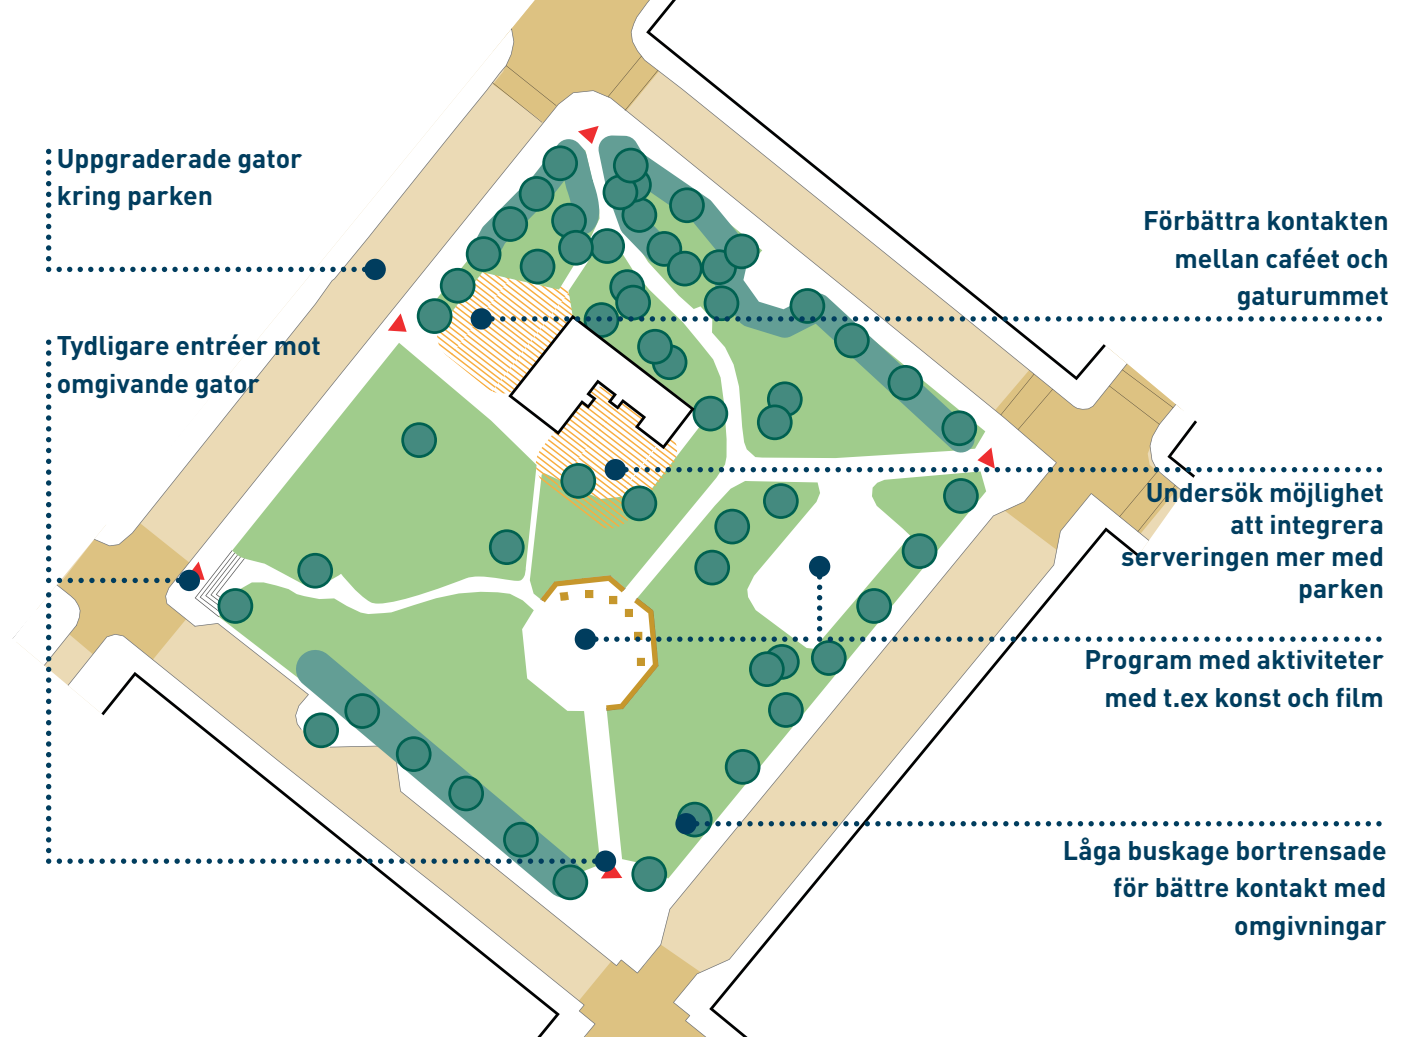 Uppgraderade gator
kring parken
Tydligare entréer mot
omgivande gator
Förbättra kontakten
mellan caféet och
gaturummet
Undersök möjlighet
att integrera
serveringen mer med
parken
Program med aktiviteter
med t.ex konst och film
Låga buskage bortrensade
för bättre kontakt med
omgivningar